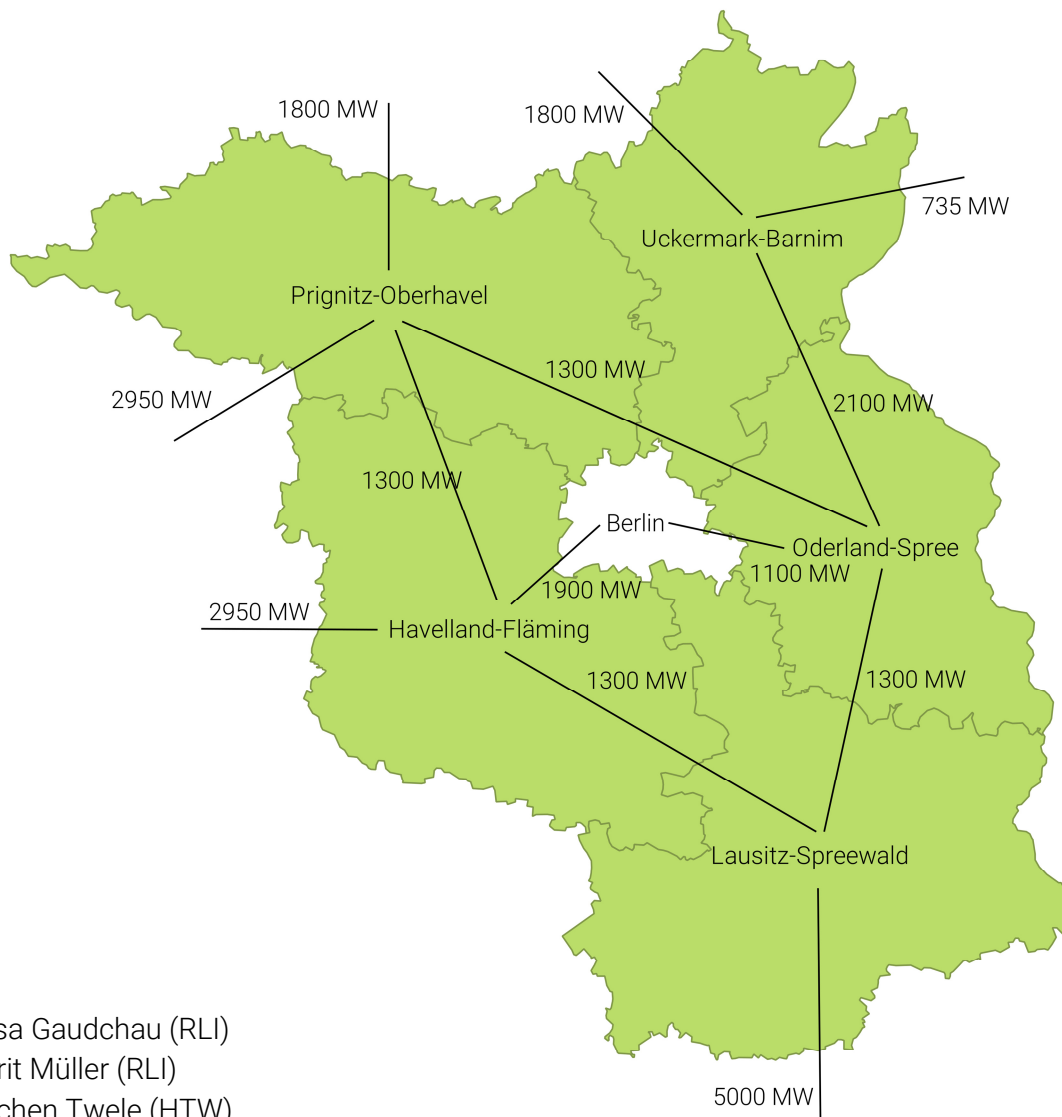 1800 MW
1800 MW
735 MW
Uckermark-Barnim
Prignitz-Oberhavel
1300 MW
2950 MW
2100 MW
1300 MW
Berlin
Oderland-Spree
1100 MW
1900 MW
2950 MW
Havelland-Fläming
1300 MW
1300 MW
Lausitz-Spreewald
Gaudchau (RLI)
Müller (RLI)
Twele (HTW)
5000 MW